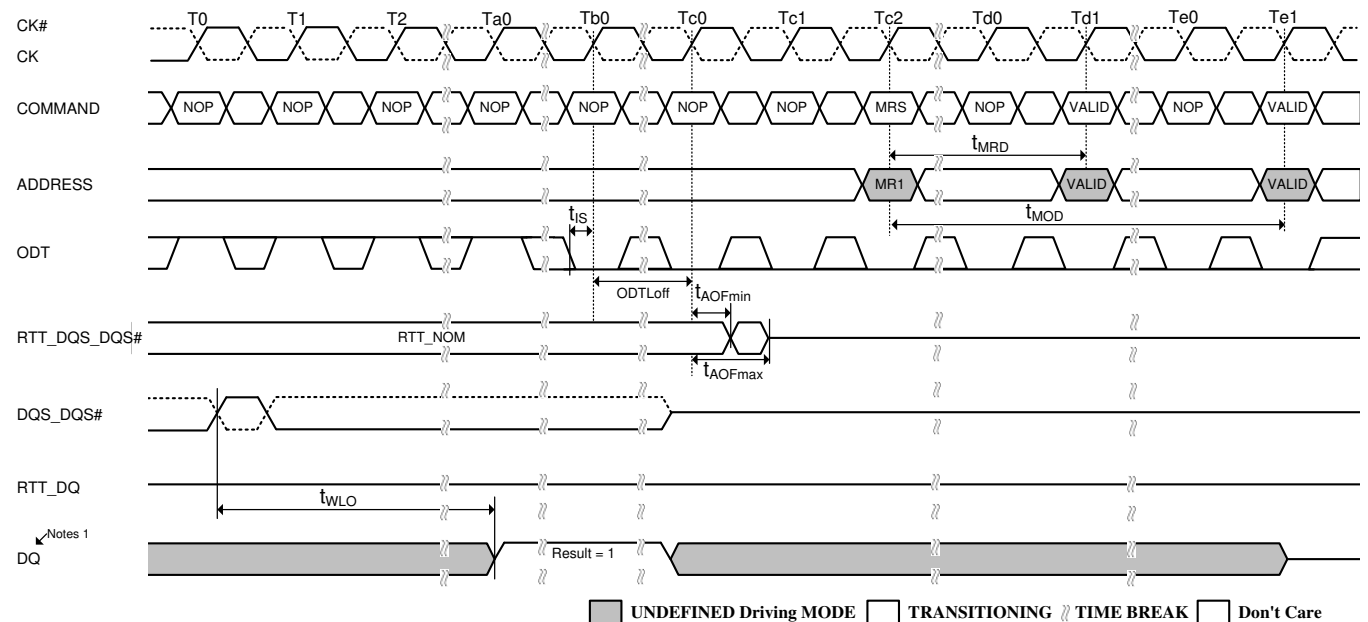 T0 T1 T2 Ta0 Tb0 Tc0 Tc1 Tc2 Td0 Td1 Te0 Te1
CK#
CK
COMMAND NOP NOP NOP NOP NOP NOP NOP MRS NOP VALID NOP VALID
tMRD
ADDRESS MR1 VALID VALID
tIS tMOD
ODT
ODTLoff tAOFmin
RTT_DQS_DQS# RTT_NOM
tAOFmax
DQS_DQS#
RTT_DQ
tWLO
Notes 1
DQ Result = 1
UNDEFINED Driving MODE TRANSITIONING TIME BREAK Don't Care